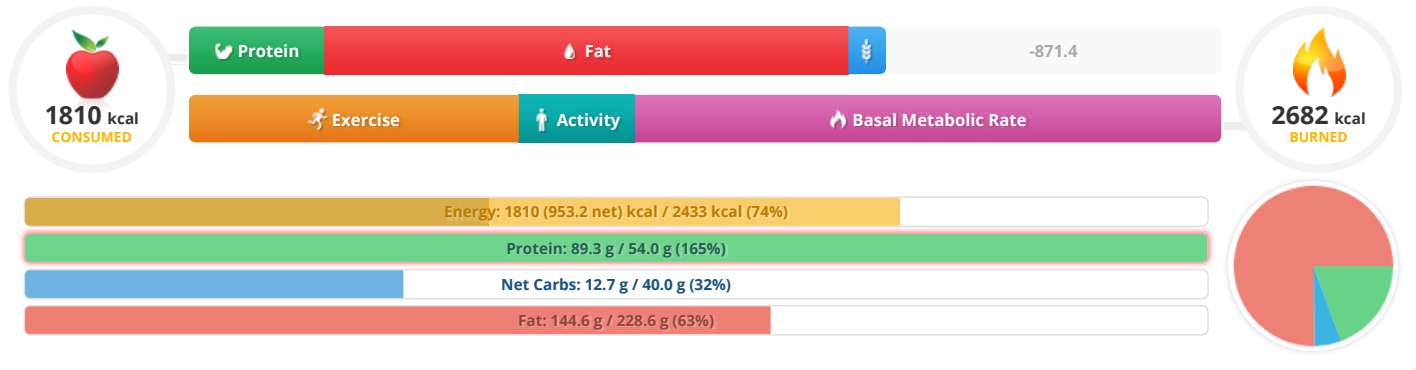 Protein
Fat
-871.4
1810 kcal
CONSUMED
Exercise
Activity
Basal Metabolic Rate
2682 kcal
BURNED
Energy: 1810 (953.2 net) kcal / 2433 kcal (74%)
Protein: 89.3 g / 54.0 g (165%)
Net Carbs: 12.7 g / 40.0 g (32%)
Fat: 144.6 g / 228.6 g (63%)